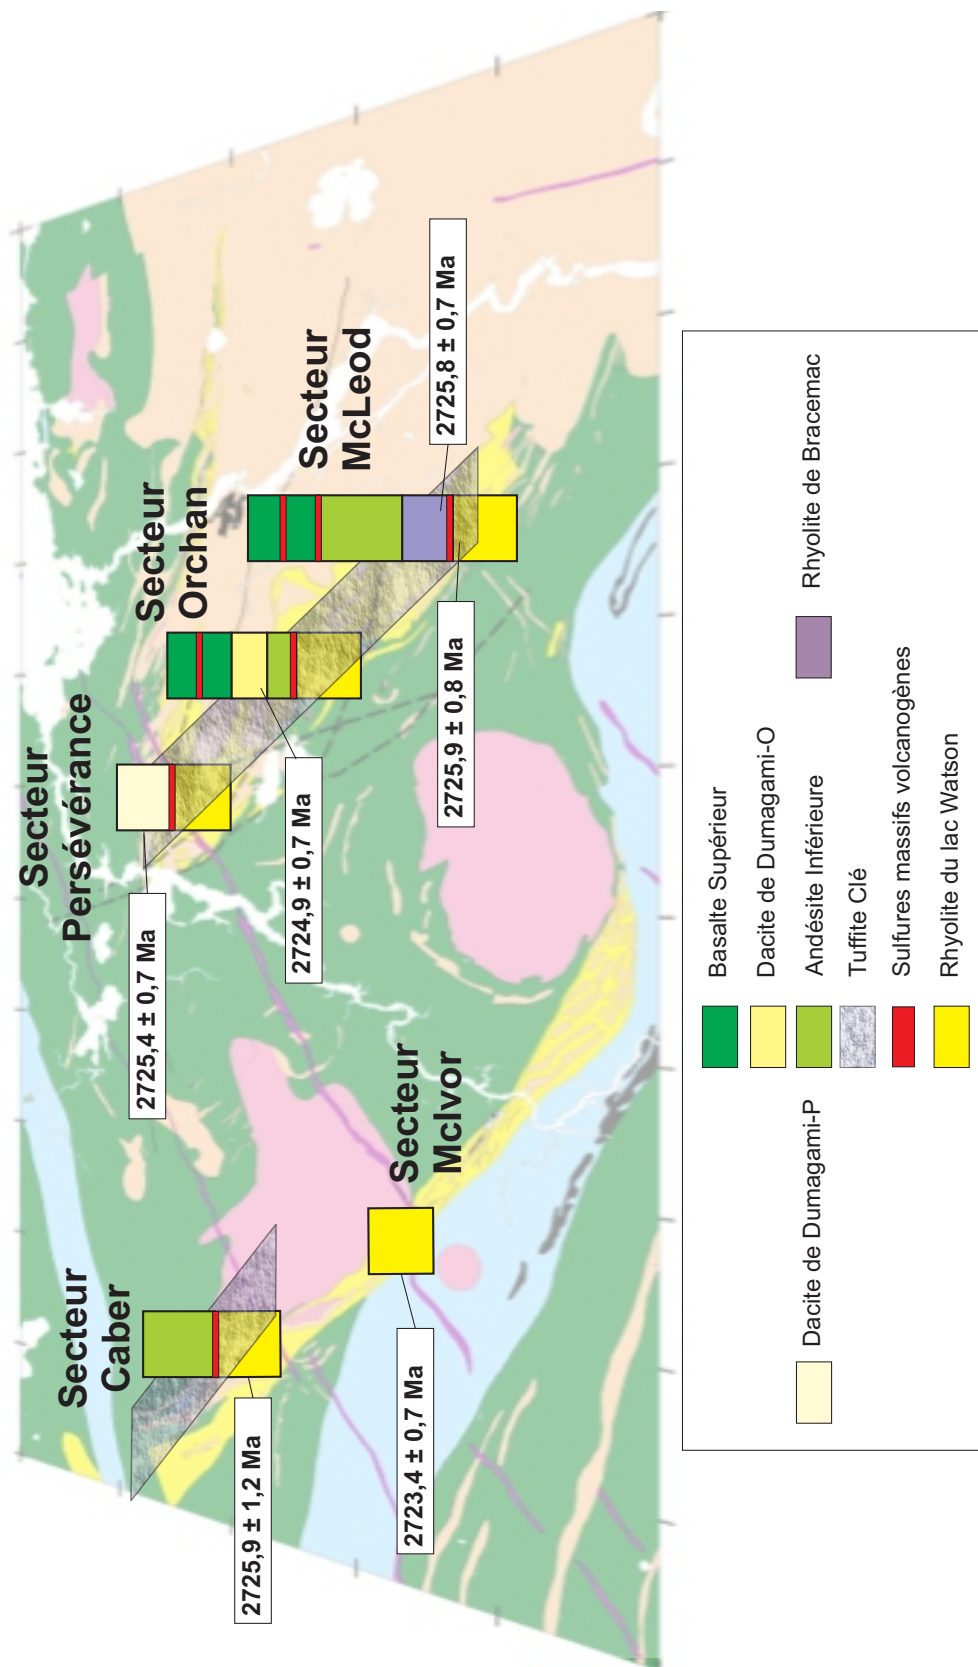 Secteur
Caber
2725,9 ± 1,2 Ma
Secteur
McIvor
2723,4 ± 0,7 Ma
Secteur
Persévérance
2725,4 ± 0,7 Ma
Secteur
Orchan
2724,9 ± 0,7 Ma
Secteur
McLeod
2725,8 ± 0,7 Ma
2725,9 ± 0,8 Ma
Basalte Supérieur
Dacite de Dumagami-O
Dacite de Dumagami-P
Andésite Inférieure
Rhyolite de Bracemac
Tuffite Clé
Sulfures massifs volcanogènes
Rhyolite du lac Watson